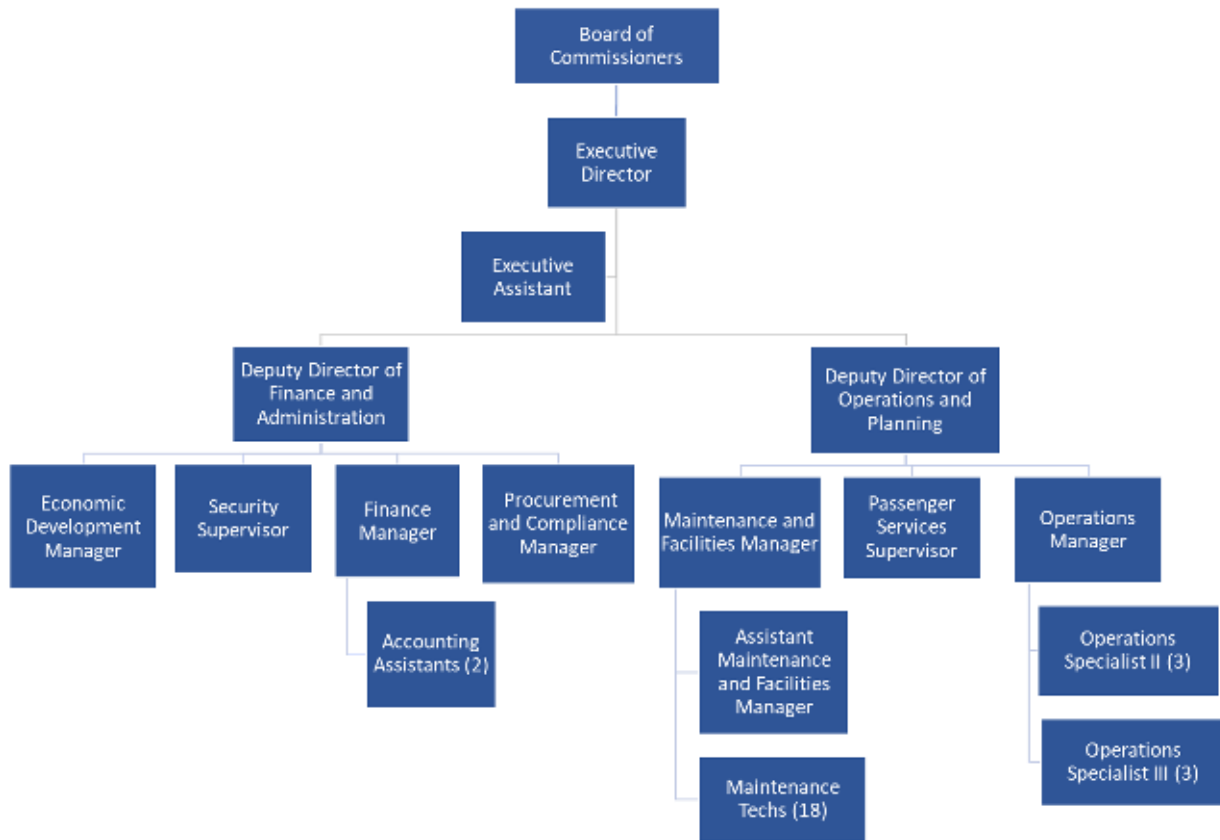 Board of
Commissioners
Executive
Director
Executive
Assistant
Deputy Director of
Finance and
Administration
Deputy Director of
Operations and
Planning
Economic
Development
Manager
Security
Supervisor
Finance
Manager
Procurement
and Compliance
Manager
Maintenance and
Facilities Manager
Passenger
Services
Supervisor
Operations
Manager
Accounting
Assistants (2)
Assistant
Maintenance
and Facilities
Manager
Operations
Specialist II (3)
Maintenance
Techs (18)
Operations
Specialist III (3)